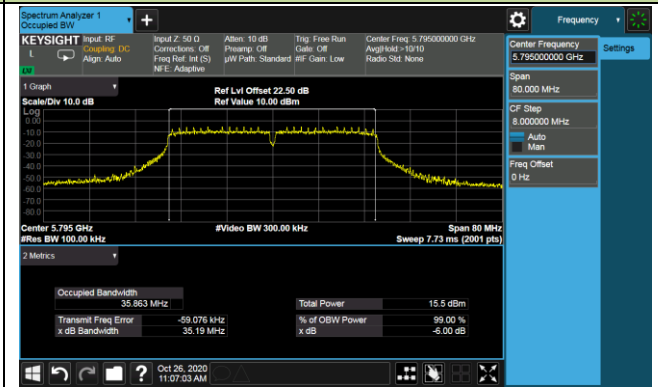 Spectrum Analyzer 1
Occupied BW
Frequency
KEYSIGHT
L
Input: RF
Coupling: DC
Align: Auto
Input Z: 50 Ω
Corrections: Off
Freq Ref: Int (S)
NFE: Adaptive
Atten: 10 dB
Preamp: Off
µW Path: Standard
Trig: Free Run
Gate: Off
#IF Gain: Low
Center Freq: 5.795000000 GHz
Avg|Hold:>10/10
Radio Std: None
Center Frequency
5.795000000 GHz
Settings
Span
80.000 MHz
CF Step
8.000000 MHz
Auto
Man
Freq Offset
0 Hz
1 Graph
Scale/Div 10.0 dB
Ref Lvl Offset 22.50 dB
Ref Value 10.00 dBm
Log
0.00
-10.0
-20.0
-30.0
-40.0
-50.0
-60.0
-70.0
-80.0
Center 5.795 GHz
#Res BW 100.00 kHz
#Video BW 300.00 kHz
Span 80 MHz
Sweep 7.73 ms (2001 pts)
2 Metrics
Occupied Bandwidth
35.863 MHz
Total Power 15.5 dBm
Transmit Freq Error -59.076 kHz
% of OBW Power 99.00 %
x dB Bandwidth 35.19 MHz
x dB -6.00 dB
?
Oct 26, 2020
11:07:03 AM